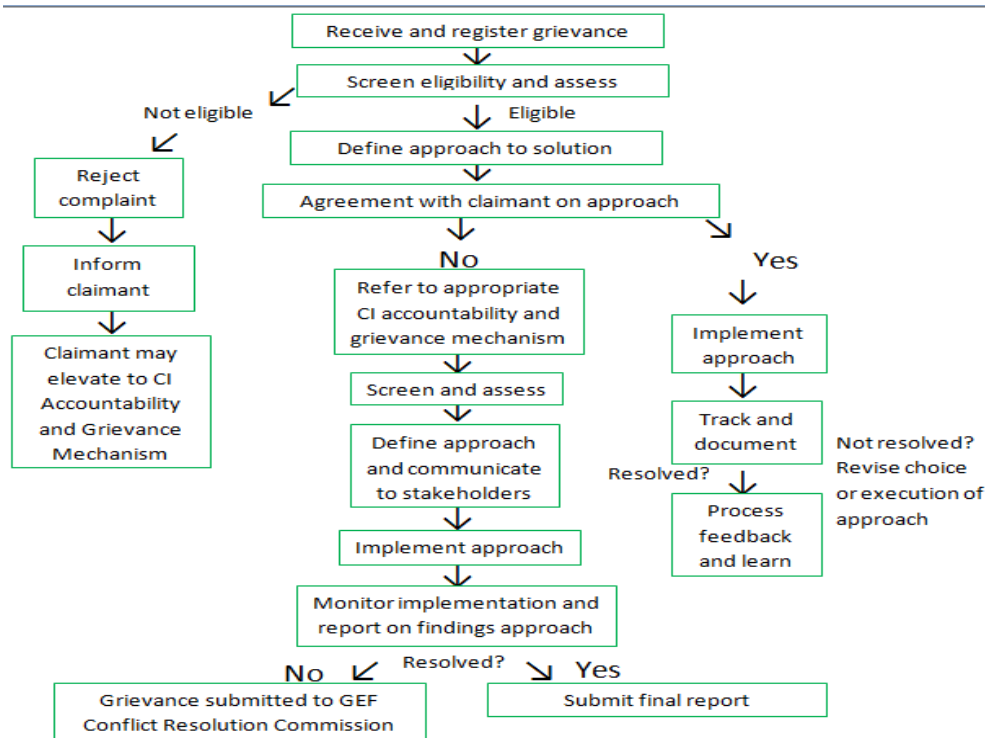 Receive and register grievance
Screen eligibility and assess
Not eligible
Eligible
Define approach to solution
Reject
complaint
Agreement with claimant on approach
Inform
claimant
No
Yes
Refer to appropriate
CI accountability and
grievance mechanism
Implement
approach
Claimant may
elevate to CI
Accountability
and Grievance
Mechanism
Screen and assess
Track and
document
Define approach
and communicate
to stakeholders
Resolved?
Not resolved?
Revise choice
or execution of
approach
Process
feedback
and learn
Implement approach
Monitor implementation and
report on findings approach
No
Resolved?
Yes
Grievance submitted to GEF
Conflict Resolution Commission
Submit final report